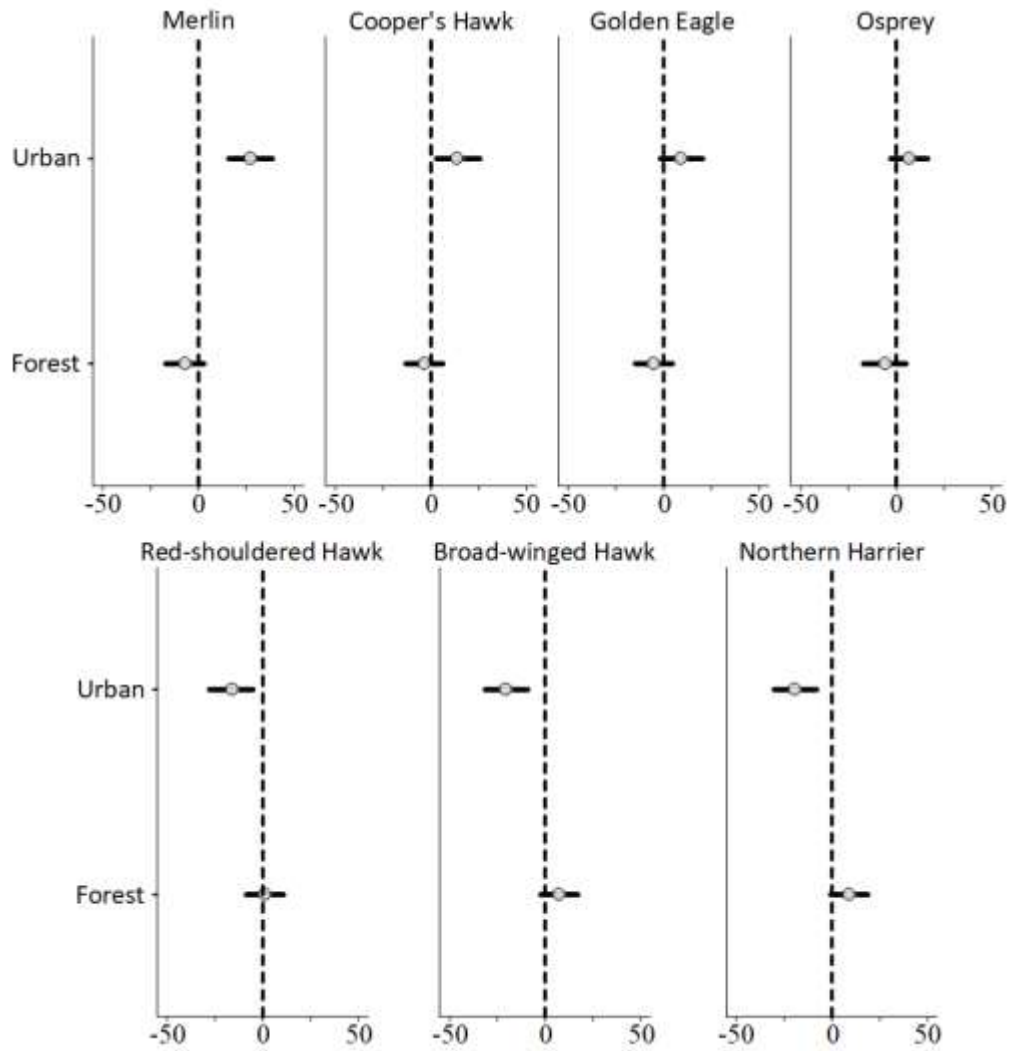 Merlin Cooper's Hawk Golden Eagle Osprey
Urban
Forest
-50 0 50 -50 0 50 -50 0 50 -50 0 50
Red-shouldered Hawk Broad-winged Hawk Northern Harrier
Urban
Forest
-50 0 50 -50 0 50 -50 0 50